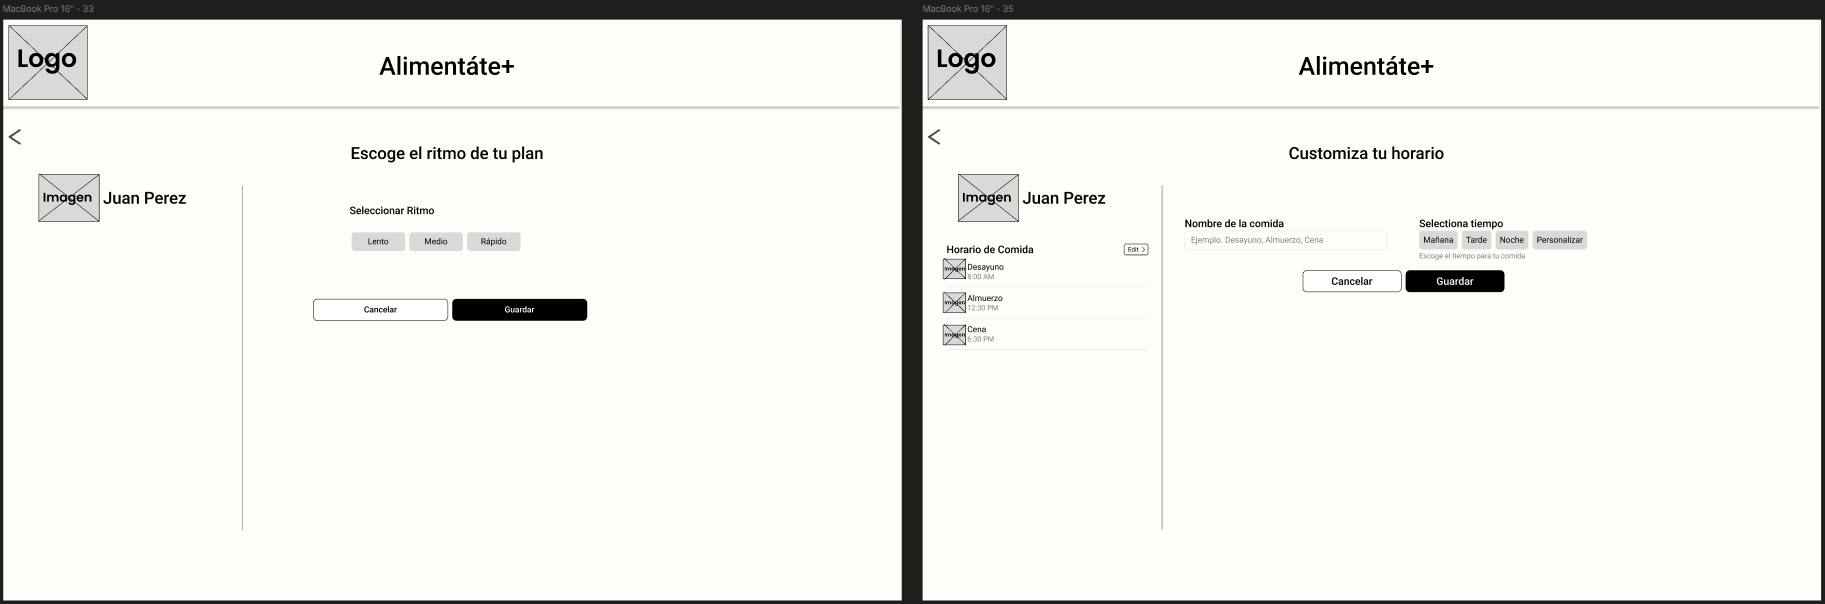 MacBook Pro 16" - 33
Logo
Alimentáte+
<
Escoge el ritmo de tu plan
Imagen
Juan Perez
Seleccionar Ritmo
Lento Medio Rápido
Cancelar Guardar
MacBook Pro 16" - 35
Logo
Alimentáte+
<
Customiza tu horario
Imagen
Juan Perez
Horario de Comida
Edit >
Imagen
Desayuno
8:00 AM
Imagen
Almuerzo
12:30 PM
Imagen
Cena
6:30 PM
Nombre de la comida
Ejemplo. Desayuno, Almuerzo, Cena
Selectiona tiempo
Mañana Tarde Noche Personalizar
Escoge el tiempo para tu comida
Cancelar Guardar